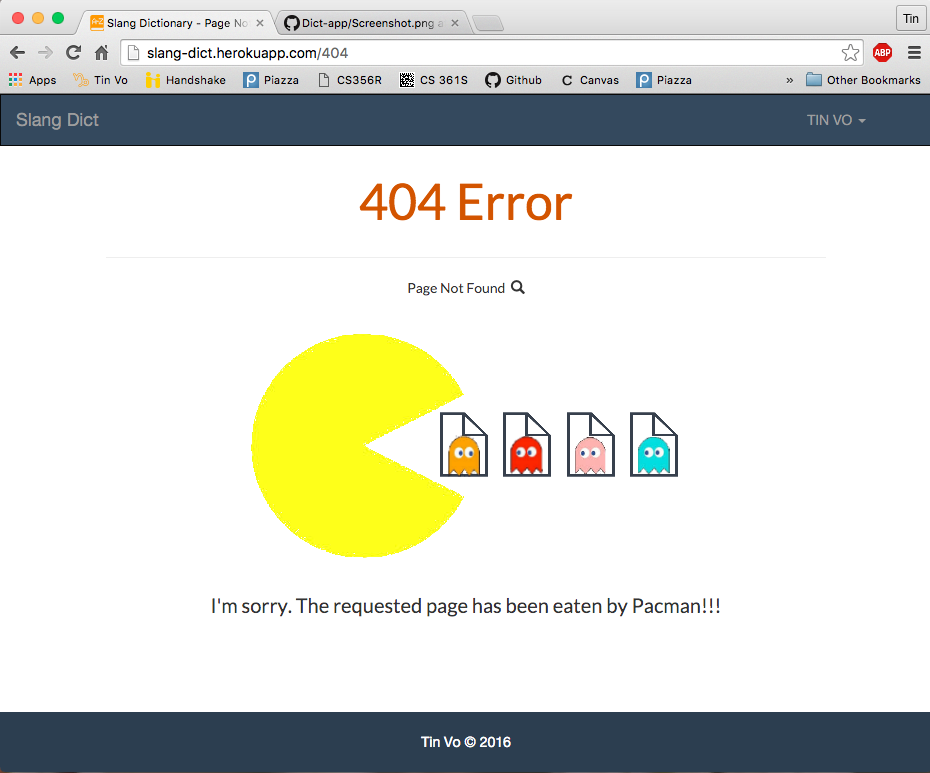 Slang Dictionary - Page No
Dict-app/Screenshot.png a
Tin
slang-dict.herokuapp.com/404
ABP
Apps
Tin Vo
Handshake
Piazza
CS356R
CS 361S
Github
Canvas
Piazza
»
Other Bookmarks
Slang Dict
TIN VO
404 Error
Page Not Found
I'm sorry. The requested page has been eaten by Pacman!!!
Tin Vo © 2016